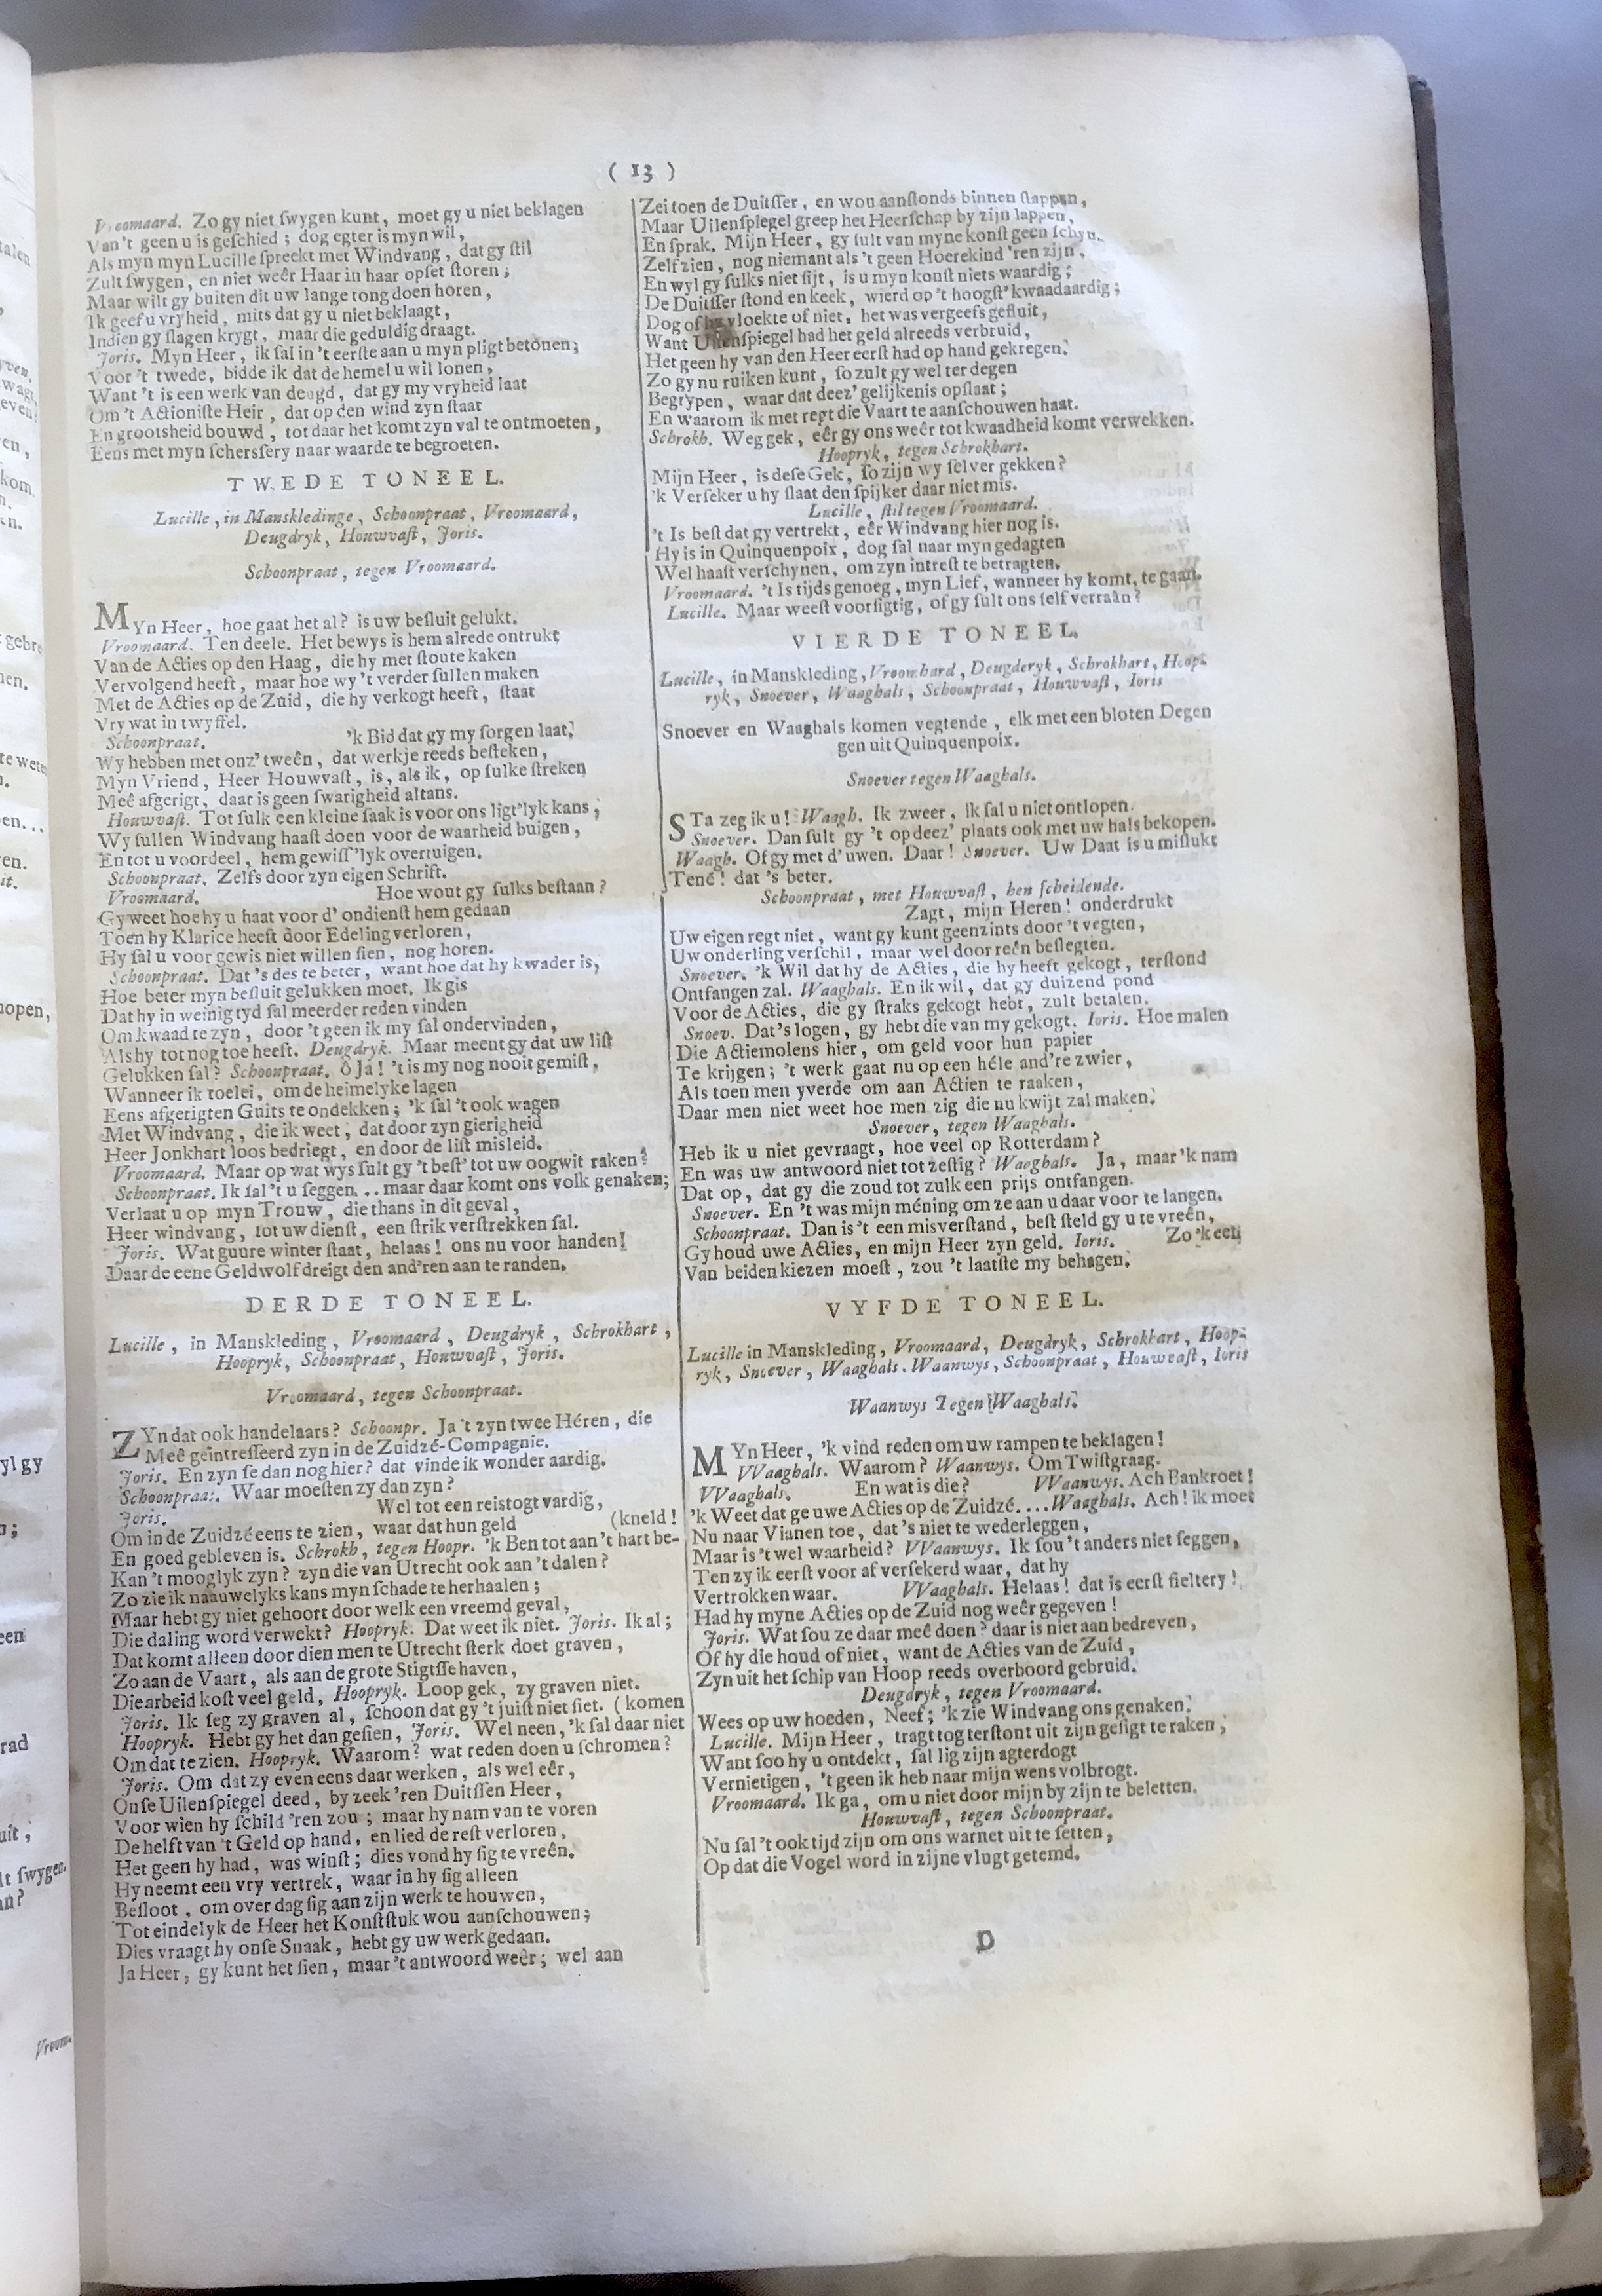 ( 13 )
Vroomaard. Zo gy niet ſwygen kunt, moet gy u niet beklagen
Van 't geen u is geſchied; dog egter is myn wil,
Als myn myn Lucille ſpreekt met Windvang, dat gy ſtil
Zult ſwygen, en niet weêr Haar in haar opſet ſtoren;
Maar wilt gy buiten dit uw lange tong doen horen,
Ik geef u vryheid, mits dat gy u niet beklaagt,
Indien gy ſlagen krygt, maar die geduldig draagt.
Joris. Myn Heer, ik ſal in 't eerſte aan u myn pligt betonen;
Voor 't twede, bidde ik dat de hemel u wil lonen,
Want 't is een werk van deugd, dat gy my vryheid laat
Om 't Actioniſte Heir, dat op den wind zyn ſtaat
En grootsheid bouwd, tot daar het komt zyn val te ontmoeten,
Eens met myn ſchersſery naar waarde te begroeten.
TWEDE TONEEL.
Lucille, in Manskledinge, Schoonpraat, Vroomaard,
Deugdryk, Houwvaſt, Joris.
Schoonpraat, tegen Vroomaard.
MYn Heer, hoe gaat het al? is uw beſluit gelukt.
Vroomaard. Ten deele. Het bewys is hem alrede ontrukt
Van de Acties op den Haag, die hy met ſtoute kaken
Vervolgend heeft, maar hoe wy 't verder ſullen maken
Met de Acties op de Zuid, die hy verkogt heeft, ſtaat
Vry wat in twyffel.
Schoonpraat. 'k Bid dat gy my ſorgen laat.
Wy hebben met onz' tweên, dat werkje reeds beſteken,
Myn Vriend, Heer Houwvaſt, is, als ik, op ſulke ſtreken
Meê afgerigt, daar is geen ſwarigheid altans.
Houwvaſt. Tot ſulk een kleine ſaak is voor ons ligt'lyk kans;
Wy ſullen Windvang haaſt doen voor de waarheid buigen,
En tot u voordeel, hem gewiſſ'lyk overtuigen.
Schoonpraat. Zelfs door zyn eigen Schrift.
Vroomaard. Hoe wout gy ſulks beſtaan?
Gy weet hoe hy u haat voor d' ondienſt hem gedaan
Toen hy Klarice heeft door Edeling verloren,
Hy ſal u voor gewis niet willen ſien, nog horen.
Schoonpraat. Dat 's des te beter, want hoe dat hy kwader is,
Hoe beter myn beſluit gelukken moet. Ik gis
Dat hy in weinig tyd ſal meerder reden vinden
Om kwaad te zyn, door 't geen ik my ſal ondervinden,
Als hy tot nog toe heeft. Deugdryk. Maar meent gy dat uw liſt
Gelukken ſal? Schoonpraat. ô Ja! 't is my nog nooit gemiſt,
Wanneer ik toelei, om de heimelyke lagen
Eens afgerigten Guits te ondekken; 'k ſal 't ook wagen
Met Windvang, die ik weet, dat door zyn gierigheid
Heer Jonkhart loos bedriegt, en door de liſt misleid.
Vroomaard. Maar op wat wys ſult gy 't beſt' tot uw oogwit raken?
Schoonpraat. Ik ſal 't u ſeggen... maar daar komt ons volk genaken;
Verlaat u op myn Trouw, die thans in dit geval,
Heer windvang, tot uw dienſt, een ſtrik verſtrekken ſal.
Joris. Wat guure winter ſtaat, helaas! ons nu voor handen!
Daar de eene Geldwolf dreigt den and'ren aan te randen.
DERDE TONEEL.
Lucille, in Manskleding, Vroomaard, Deugdryk, Schrokhart,
Hoopryk, Schoonpraat, Houwvaſt, Joris.
Vroomaard, tegen Schoonpraat.
ZYn dat ook handelaars? Schoonpr. Ja 't zyn twee Héren, die
Meê geïntreſſeerd zyn in de Zuidzé-Compagnie.
Joris. En zyn ſe dan nog hier? dat vinde ik wonder aardig.
Schoonpraat. Waar moeſten zy dan zyn?
Joris. Wel tot een reistogt vardig,
Om in de Zuidzé eens te zien, waar dat hun geld (kneld!
En goed gebleven is. Schrokh, tegen Hoopr. 'k Ben tot aan 't hart be-
Kan 't mooglyk zyn? zyn die van Utrecht ook aan 't dalen?
Zo zie ik naauwelyks kans myn ſchade te herhaalen;
Maar hebt gy niet gehoort door welk een vreemd geval,
Die daling word verwekt? Hoopryk. Dat weet ik niet. Joris. Ik al;
Dat komt alleen door dien men te Utrecht ſterk doet graven,
Zo aan de Vaart, als aan de grote Stigtſſe haven,
Die arbeid koſt veel geld, Hoopryk. Loop gek, zy graven niet.
Joris. Ik ſeg zy graven al, ſchoon dat gy 't juiſt niet ſiet. (komen
Hoopryk. Hebt gy het dan geſien, Joris. Wel neen, 'k ſal daar niet
Om dat te zien. Hoopryk. Waarom? wat reden doen u ſchromen?
Joris. Om dat zy even eens daar werken, als wel eêr,
Onſe Uilenſpiegel deed, by zeek 'ren Duitſſen Heer,
Voor wien hy ſchild 'ren zou; maar hy nam van te voren
De helft van 't Geld op hand, en lied de reſt verloren,
Het geen hy had, was winſt; dies vond hy ſig te vreên.
Hy neemt een vry vertrek, waar in hy ſig alleen
Beſloot, om over dag ſig aan zijn werk te houwen,
Tot eindelyk de Heer het Konſtſtuk wou aanſchouwen;
Dies vraagt hy onſe Snaak, hebt gy uw werk gedaan.
Ja Heer, gy kunt het ſien, maar 't antwoord weêr; wel aan
Zei toen de Duitſſer, en wou aanſtonds binnen ſtappen,
Maar Uilenſpiegel greep het Heerſchap by zijn lappen,
En ſprak. Mijn Heer, gy ſult van myne konſt geen ſchyn.
Zelf zien, nog niemant als 't geen Hoerekind 'ren zijn,
En wyl gy ſulks niet ſijt, is u myn konſt niets waardig;
De Duitſſer ſtond en keek, wierd op 't hoogſt' kwaadaardig;
Dog of hy vloekte of niet, het was vergeefs gefluit,
Want Uilenſpiegel had het geld alreeds verbruid,
Het geen hy van den Heer eerſt had op hand gekregen.
Zo gy nu ruiken kunt, ſo zult gy wel ter degen
Begrypen, waar dat deez' gelijkenis opſlaat;
En waarom ik met regt die Vaart te aanſchouwen haat.
Schrokh. Weg gek, eêr gy ons weêr tot kwaadheid komt verwekken.
Hoopryk, tegen Schrokhart.
Mijn Heer, is deſe Gek, ſo zijn wy ſelver gekken?
'k Verſeker u hy ſlaat den ſpijker daar niet mis.
Lucille, ſtil tegen Vroomaard.
't Is beſt dat gy vertrekt, eêr Windvang hier nog is.
Hy is in Quinquenpoix, dog ſal naar myn gedagten
Wel haaſt verſchynen, om zyn intreſt te betragten.
Vroomaard. 't Is tijds genoeg, myn Lief, wanneer hy komt, te gaan.
Lucille. Maar weeſt voorſigtig, of gy ſult ons ſelf verraân?
VIERDE TONEEL.
Lucille, in Manskleding, Vroomhard, Deugderyk, Schrokhart, Hoop-
ryk, Snoever, Waaghals, Schoonpraat, Houwvaſt, Ioris
Snoever en Waaghals komen vegtende, elk met een bloten Degen
gen uit Quinquenpoix.
Snoever tegen Waaghals.
STa zeg ik u! Waagh. Ik zweer, ik ſal u niet ontlopen.
Snoever. Dan ſult gy 't op deez' plaats ook met uw hals bekopen.
Waagh. Of gy met d'uwen. Daar! Snoever. Uw Daat is u miſlukt
Tené! dat 's beter.
Schoonpraat, met Houwvaſt, hen ſcheidende.
Zagt, mijn Heren! onderdrukt
Uw eigen regt niet, want gy kunt geenzints door 't vegten,
Uw onderling verſchil, maar wel door reên beſlegten.
Snoever. 'k Wil dat hy de Acties, die hy heeft gekogt, terſtond
Ontfangen zal. Waaghals. En ik wil, dat gy duizend pond
Voor de Acties, die gy ſtraks gekogt hebt, zult betalen.
Snoev. Dat's logen, gy hebt die van my gekogt. Ioris. Hoe malen
Die Actiemolens hier, om geld voor hun papier
Te krijgen; 't werk gaat nu op een héle and're zwier,
Als toen men yverde om aan Actien te raaken,
Daar men niet weet hoe men zig die nu kwijt zal maken.
Snoever, tegen Waaghals.
Heb ik u niet gevraagt, hoe veel op Rotterdam?
En was uw antwoord niet tot zeſtig? Waaghals. Ja, maar 'k nam
Dat op, dat gy die zoud tot zulk een prijs ontfangen.
Snoever. En 't was mijn méning om ze aan u daar voor te langen.
Schoonpraat. Dan is 't een misverſtand, beſt ſteld gy u te vreên,
Gy houd uwe Acties, en mijn Heer zyn geld. Ioris. Zo 'k een
Van beiden kiezen moeſt, zou 't laatſte my behagen.
VYFDE TONEEL.
Lucille in Manskleding, Vroomaard, Deugdryk, Schrokhart, Hoop-
ryk, Snoever, Waaghals. Waanwys, Schoonpraat, Houwvaſt, Ioris
Waanwys Tegen Waaghals.
MYn Heer, 'k vind reden om uw rampen te beklagen!
VVaaghals. Waarom? Waanwys. Om Twiſtgraag.
VVaaghals. En wat is die? VVaanwys. Ach Bankroet!
'k Weet dat ge uwe Acties op de Zuidzé.... Waaghals. Ach! ik moet
Nu naar Vianen toe, dat 's niet te wederleggen,
Maar is 't wel waarheid? VVaanwys. Ik ſou 't anders niet ſeggen,
Ten zy ik eerſt voor af verſekerd waar, dat hy
Vertrokken waar. VVaaghals. Helaas! dat is eerſt fieltery!
Had hy myne Acties op de Zuid nog weêr gegeven!
Joris. Wat ſou ze daar meê doen? daar is niet aan bedreven,
Of hy die houd of niet, want de Acties van de Zuid,
Zyn uit het ſchip van Hoop reeds overboord gebruid.
Deugdryk, tegen Vroomaard.
Wees op uw hoeden, Neef; 'k zie Windvang ons genaken.
Lucille. Mijn Heer, tragt tog terſtont uit zijn geſigt te raken;
Want ſoo hy u ontdekt, ſal lig zijn agterdogt
Vernietigen, 't geen ik heb naar mijn wens volbrogt.
Vroomaard. Ik ga, om u niet door mijn by zijn te beletten.
Houwvaſt, tegen Schoonpraat.
Nu ſal 't ook tijd zijn om ons warnet uit te ſetten,
Op dat die Vogel word in zijne vlugt getemd.
D